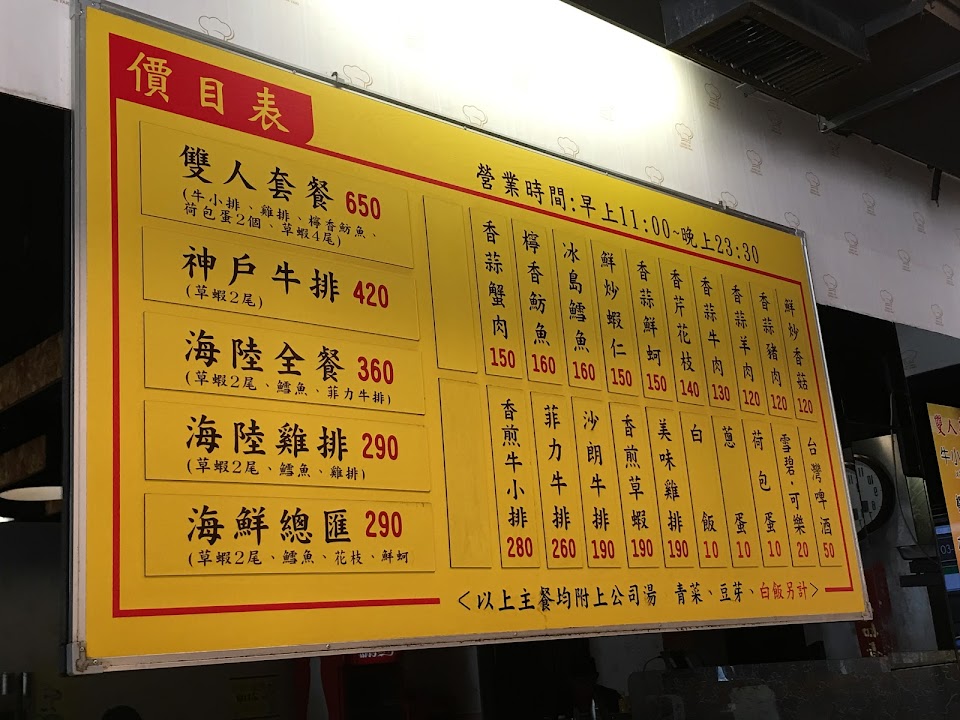 價目表
營業時間:早上11:00~晚上23:30
雙人套餐 650
(牛小排、雞排、檸香魴魚、
荷包蛋2個、草蝦4尾)
神戶牛排 420
(草蝦2尾)
海陸全餐 360
(草蝦2尾、鱈魚、菲力牛排)
海陸雞排 290
(草蝦2尾、鱈魚、雞排)
海鮮總匯 290
(草蝦2尾、鱈魚、花枝、鮮蚵
香蒜蟹肉 150
檸香魴魚 160
冰島鱈魚 160
鮮炒蝦仁 150
香蒜鮮蚵 150
香芹花枝 140
香蒜牛肉 130
香蒜羊肉 120
香蒜豬肉 120
鮮炒香菇 120
香煎牛小排 280
菲力牛排 260
沙朗牛排 190
香煎草蝦 190
美味雞排 190
白飯 10
蔥蛋 10
荷包蛋 10
雪碧·可樂 20
台灣啤酒 50
<以上主餐均附上公司湯 青菜、豆芽、白飯另計>
雙人
牛小